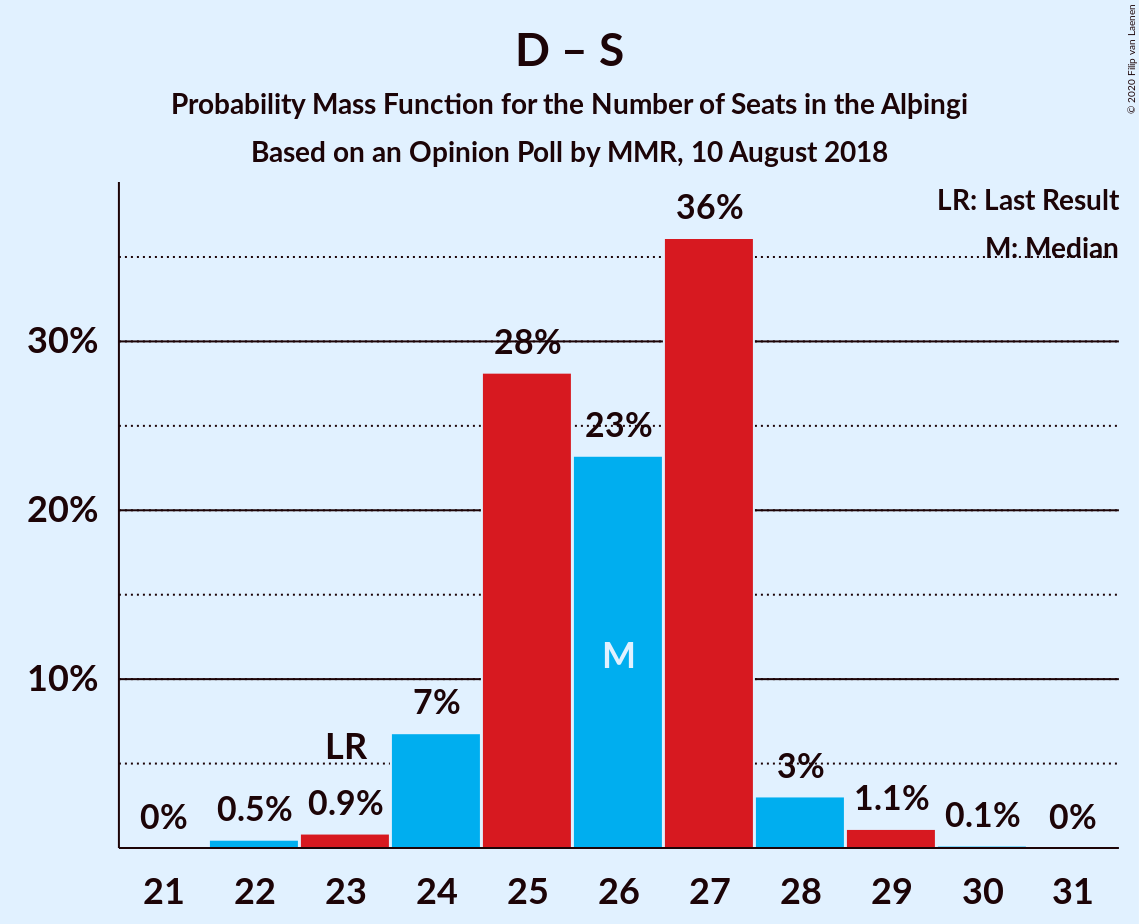 D – S
Probability Mass Function for the Number of Seats in the Alþingi
Based on an Opinion Poll by MMR, 10 August 2018
© 2020 Filip van Laenen
LR: Last Result
M: Median
36%
30%
28%
23%
20%
M
10%
7%
LR
3%
0%
0.5%
0.9%
1.1%
0.1%
0%
21 22 23 24 25 26 27 28 29 30 31